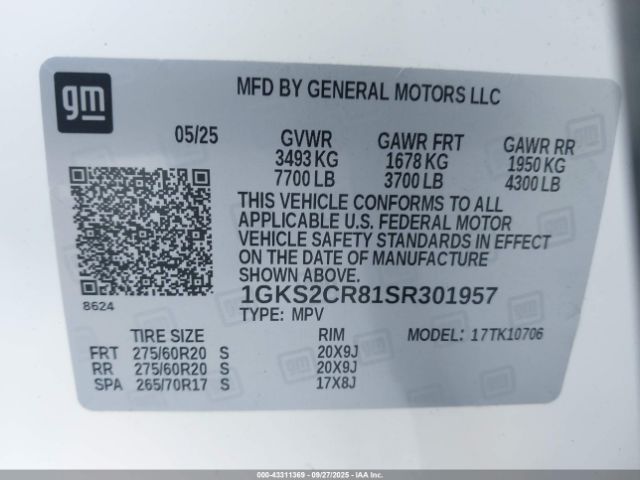 gm
MFD BY GENERAL MOTORS LLC
05/25 GVWR GAWR FRT GAWR RR
3493 KG 1678 KG 1950 KG
7700 LB 3700 LB 4300 LB
THIS VEHICLE CONFORMS TO ALL
APPLICABLE U.S. FEDERAL MOTOR
VEHICLE SAFETY STANDARDS IN EFFECT
ON THE DATE OF MANUFACTURE
SHOWN ABOVE.
8624
1GKS2CR81SR301957
TYPE: MPV
TIRE SIZE RIM MODEL: 17TK10706
FRT 275/60R20 S 20X9J
RR 275/60R20 S 20X9J
SPA 265/70R17 S 17X8J
000-43311369 - 09/27/2025 - IAAI.COM